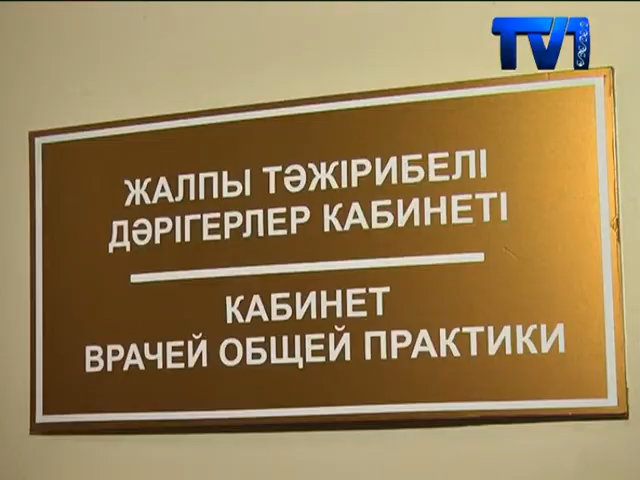 TV1
ЖАЛПЫ ТӘЖІРИБЕЛІ
ДӘРІГЕРЛЕР КАБИНЕТІ
КАБИНЕТ
ВРАЧЕЙ ОБЩЕЙ ПРАКТИКИ